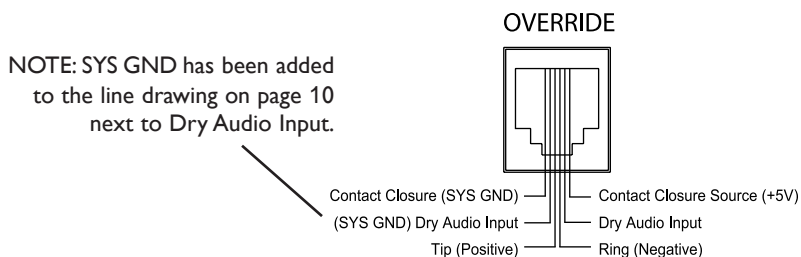 OVERRIDE
NOTE: SYS GND has been added
to the line drawing on page 10
next to Dry Audio Input.
Contact Closure (SYS GND)
Contact Closure Source (+5V)
(SYS GND) Dry Audio Input
Dry Audio Input
Tip (Positive)
Ring (Negative)